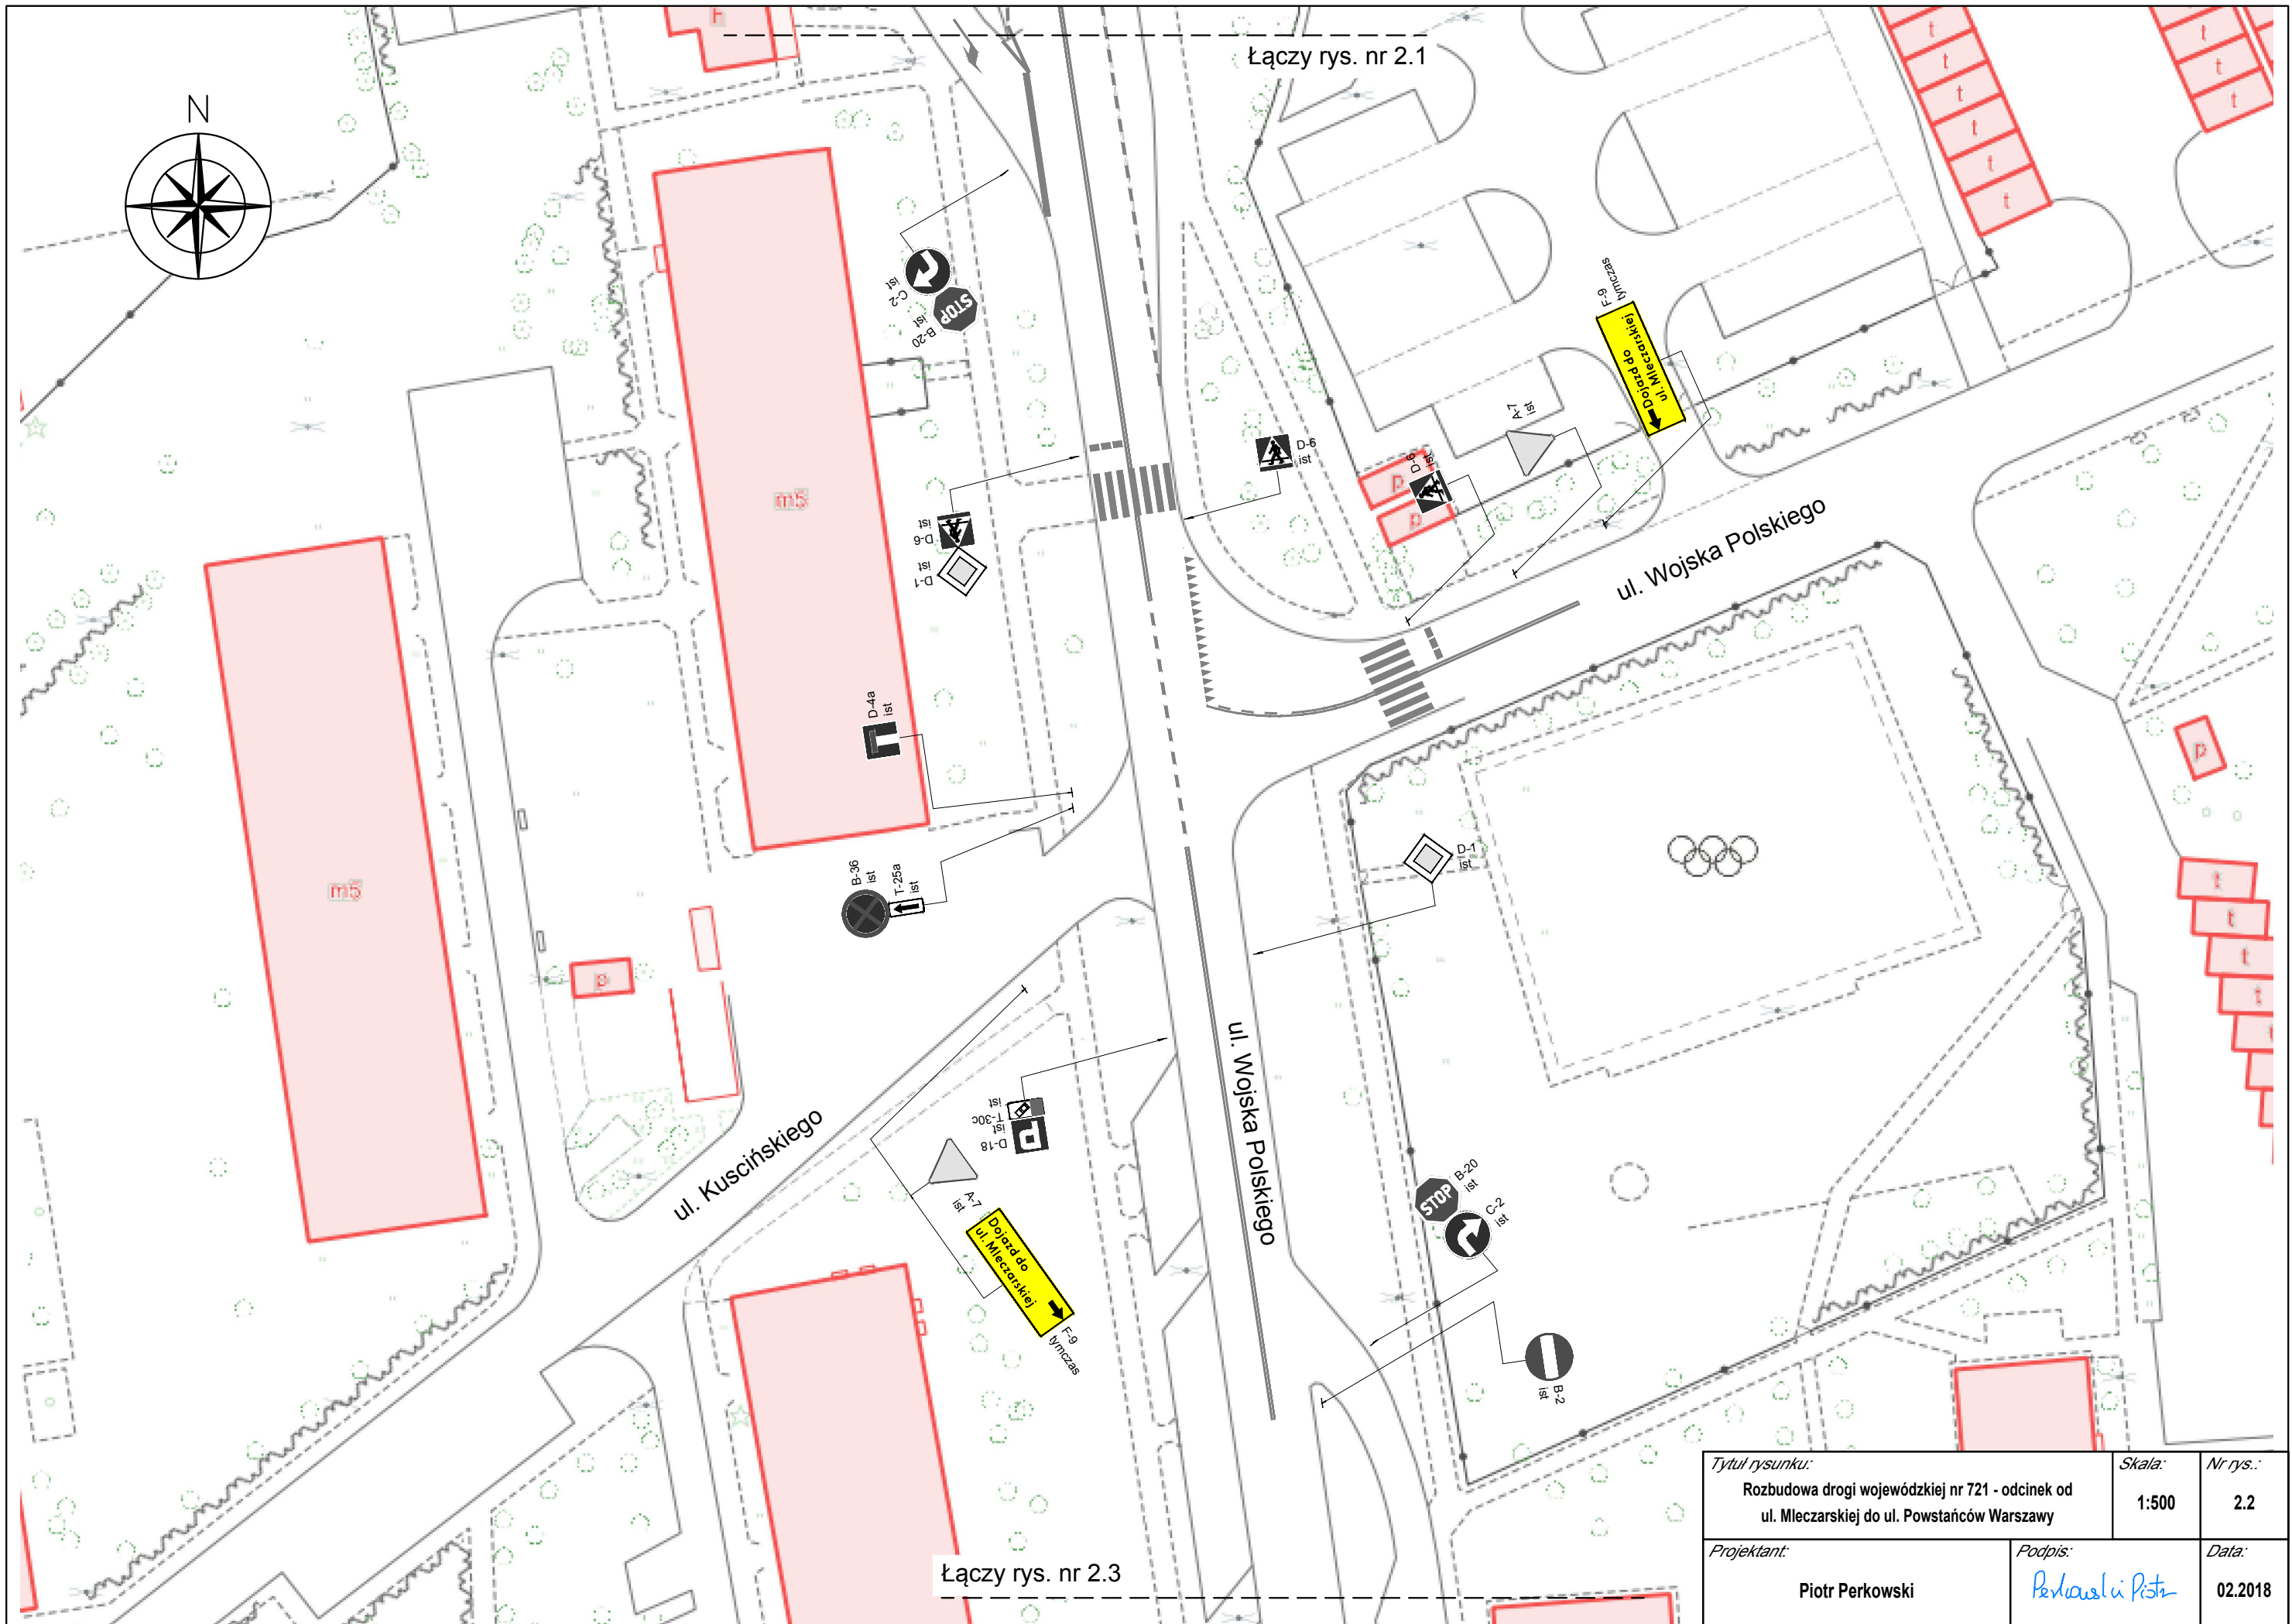 Łączy rys. nr 2.1
N
C-2
ist
STOP
B-20
ist
F-9
tymczas
Dojazd do
ul. Mleczarskiej
A-7
ist
D-6
ist
D-6
ist
p
p
t
t
t
t
t
t
t
t
t
m5
D-6
ist
D-1
ist
ul. Wojska Polskiego
D-4a
ist
m5
B-36
ist
T-25a
ist
p
D-1
ist
p
t
t
t
t
ul. Kuscińskiego
ul. Wojska Polskiego
T-30c
ist
D-18
ist
P
A-7
ist
Dojazd do
ul. Mleczarskiej
F-9
tymczas
STOP
B-20
ist
C-2
ist
B-2
ist
Łączy rys. nr 2.3
Tytuł rysunku:
Rozbudowa drogi wojewódzkiej nr 721 - odcinek od
ul. Mleczarskiej do ul. Powstańców Warszawy
Skala:
1:500
Nr rys.:
2.2
Projektant:
Piotr Perkowski
Podpis:
Perkowski Piotr
Data:
02.2018